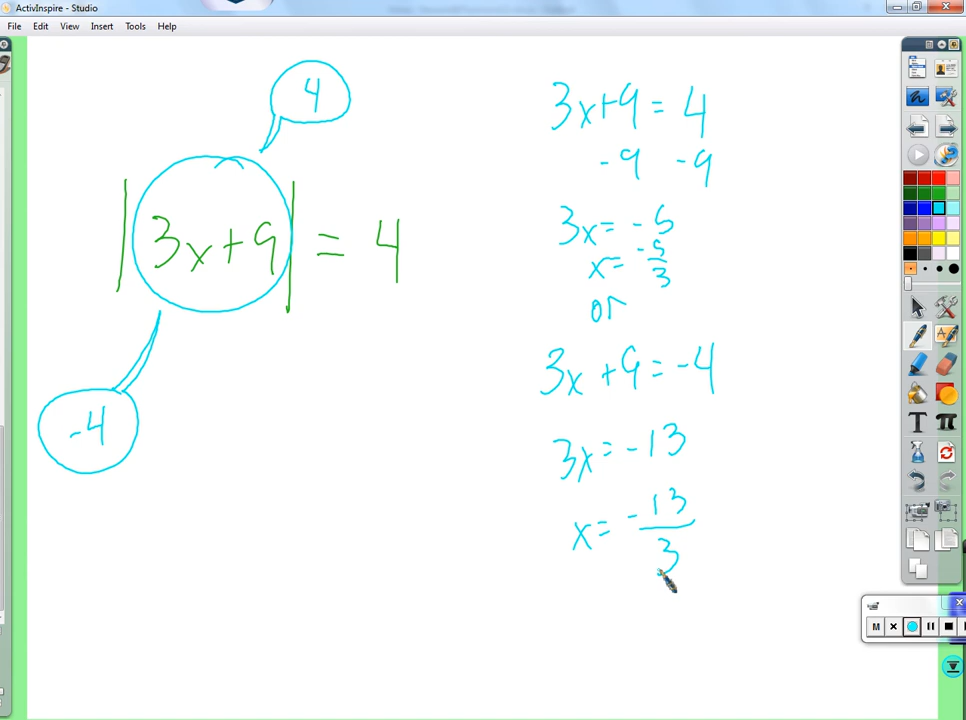 ActivInspire - Studio
File Edit View Insert Tools Help
4
|3x+9| = 4
-4
3x+9 = 4
-9 -9
3x = -5
x = -5/3
or
3x+9 = -4
3x = -13
x = -13/3
T π
M